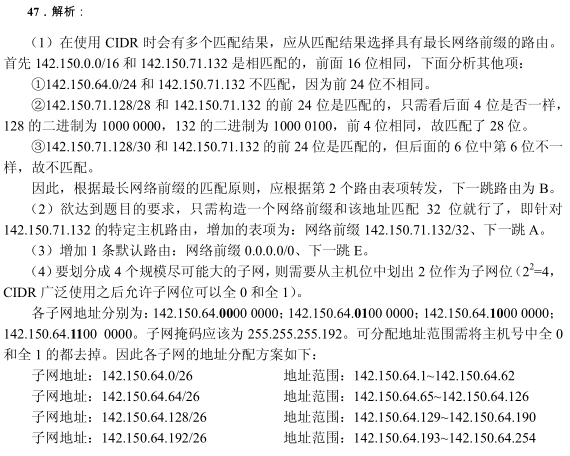 47．解析：
（1）在使用 CIDR 时会有多个匹配结果，应从匹配结果选择具有最长网络前缀的路由。
首先 142.150.0.0/16 和 142.150.71.132 是相匹配的，前面 16 位相同，下面分析其他项：
①142.150.64.0/24 和 142.150.71.132 不匹配，因为前 24 位不相同。
②142.150.71.128/28 和 142.150.71.132 的前 24 位是匹配的，只需看后面 4 位是否一样，
128 的二进制为 1000 0000，132 的二进制为 1000 0100，前 4 位相同，故匹配了 28 位。
③142.150.71.128/30 和 142.150.71.132 的前 24 位是匹配的，但后面的 6 位中第 6 位不一
样，故不匹配。
因此，根据最长网络前缀的匹配原则，应根据第 2 个路由表项转发，下一跳路由为 B。
（2）欲达到题目的要求，只需构造一个网络前缀和该地址匹配 32 位就行了，即针对
142.150.71.132 的特定主机路由，增加的表项为：网络前缀 142.150.71.132/32、下一跳 A。
（3）增加 1 条默认路由：网络前缀 0.0.0.0/0、下一跳 E。
（4）要划分成 4 个规模尽可能大的子网，则需要从主机位中划出 2 位作为子网位（2²=4，
CIDR 广泛使用之后允许子网位可以全 0 和全 1）。
各子网地址分别为：142.150.64.0000 0000；142.150.64.0100 0000；142.150.64.1000 0000；
142.150.64.1100 0000。子网掩码应该为 255.255.255.192。可分配地址范围需将主机号中全 0
和全 1 的都去掉。因此各子网的地址分配方案如下：
子网地址：142.150.64.0/26 地址范围：142.150.64.1~142.150.64.62
子网地址：142.150.64.64/26 地址范围：142.150.64.65~142.150.64.126
子网地址：142.150.64.128/26 地址范围：142.150.64.129~142.150.64.190
子网地址：142.150.64.192/26 地址范围：142.150.64.193~142.150.64.254